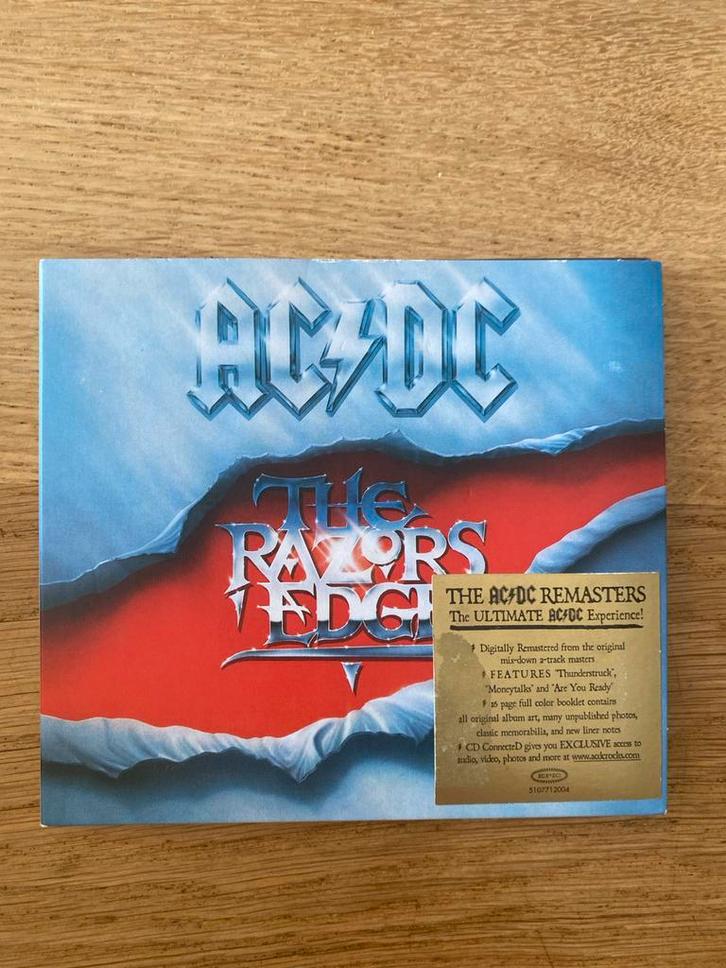 AC⚡DC
THE
RAZORS
EDGE
THE AC⚡DC REMASTERS
The ULTIMATE AC⚡DC Experience!
Digitally Remastered from the original
mix-down 2-track masters
FEATURES "Thunderstruck",
"Moneytalks" and "Are You Ready"
16 page full color booklet contains
all original album art, many unpublished photos,
classic memorabilia, and new liner notes
CD ConnecteD gives you EXCLUSIVE access to
audio, video, photos and more at www.acdcrocks.com
5107712004